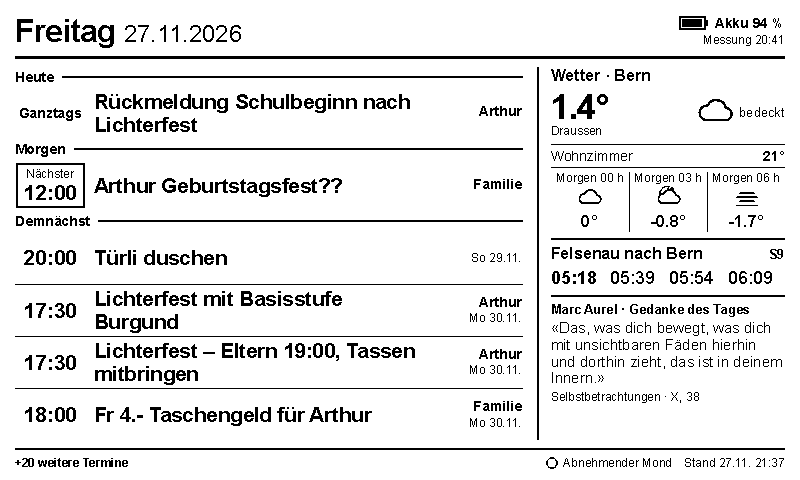 Freitag 27.11.2026
Akku 94 %
Messung 20:41
Heute
Ganztags Rückmeldung Schulbeginn nach Arthur
Lichterfest
Morgen
Nächster
12:00 Arthur Geburtstagsfest?? Familie
Demnächst
20:00 Türli duschen So 29.11.
17:30 Lichterfest mit Basisstufe Arthur
Burgund Mo 30.11.
17:30 Lichterfest – Eltern 19:00, Tassen Arthur
mitbringen Mo 30.11.
18:00 Fr 4.- Taschengeld für Arthur Familie
Mo 30.11.
Wetter · Bern
1.4° bedeckt
Draussen
Wohnzimmer 21°
Morgen 00 h Morgen 03 h Morgen 06 h
0° -0.8° -1.7°
Felsenau nach Bern S9
05:18 05:39 05:54 06:09
Marc Aurel · Gedanke des Tages
«Das, was dich bewegt, was dich
mit unsichtbaren Fäden hierhin
und dorthin zieht, das ist in deinem
Innern.»
Selbstbetrachtungen · X, 38
+20 weitere Termine
Abnehmender Mond Stand 27.11. 21:37